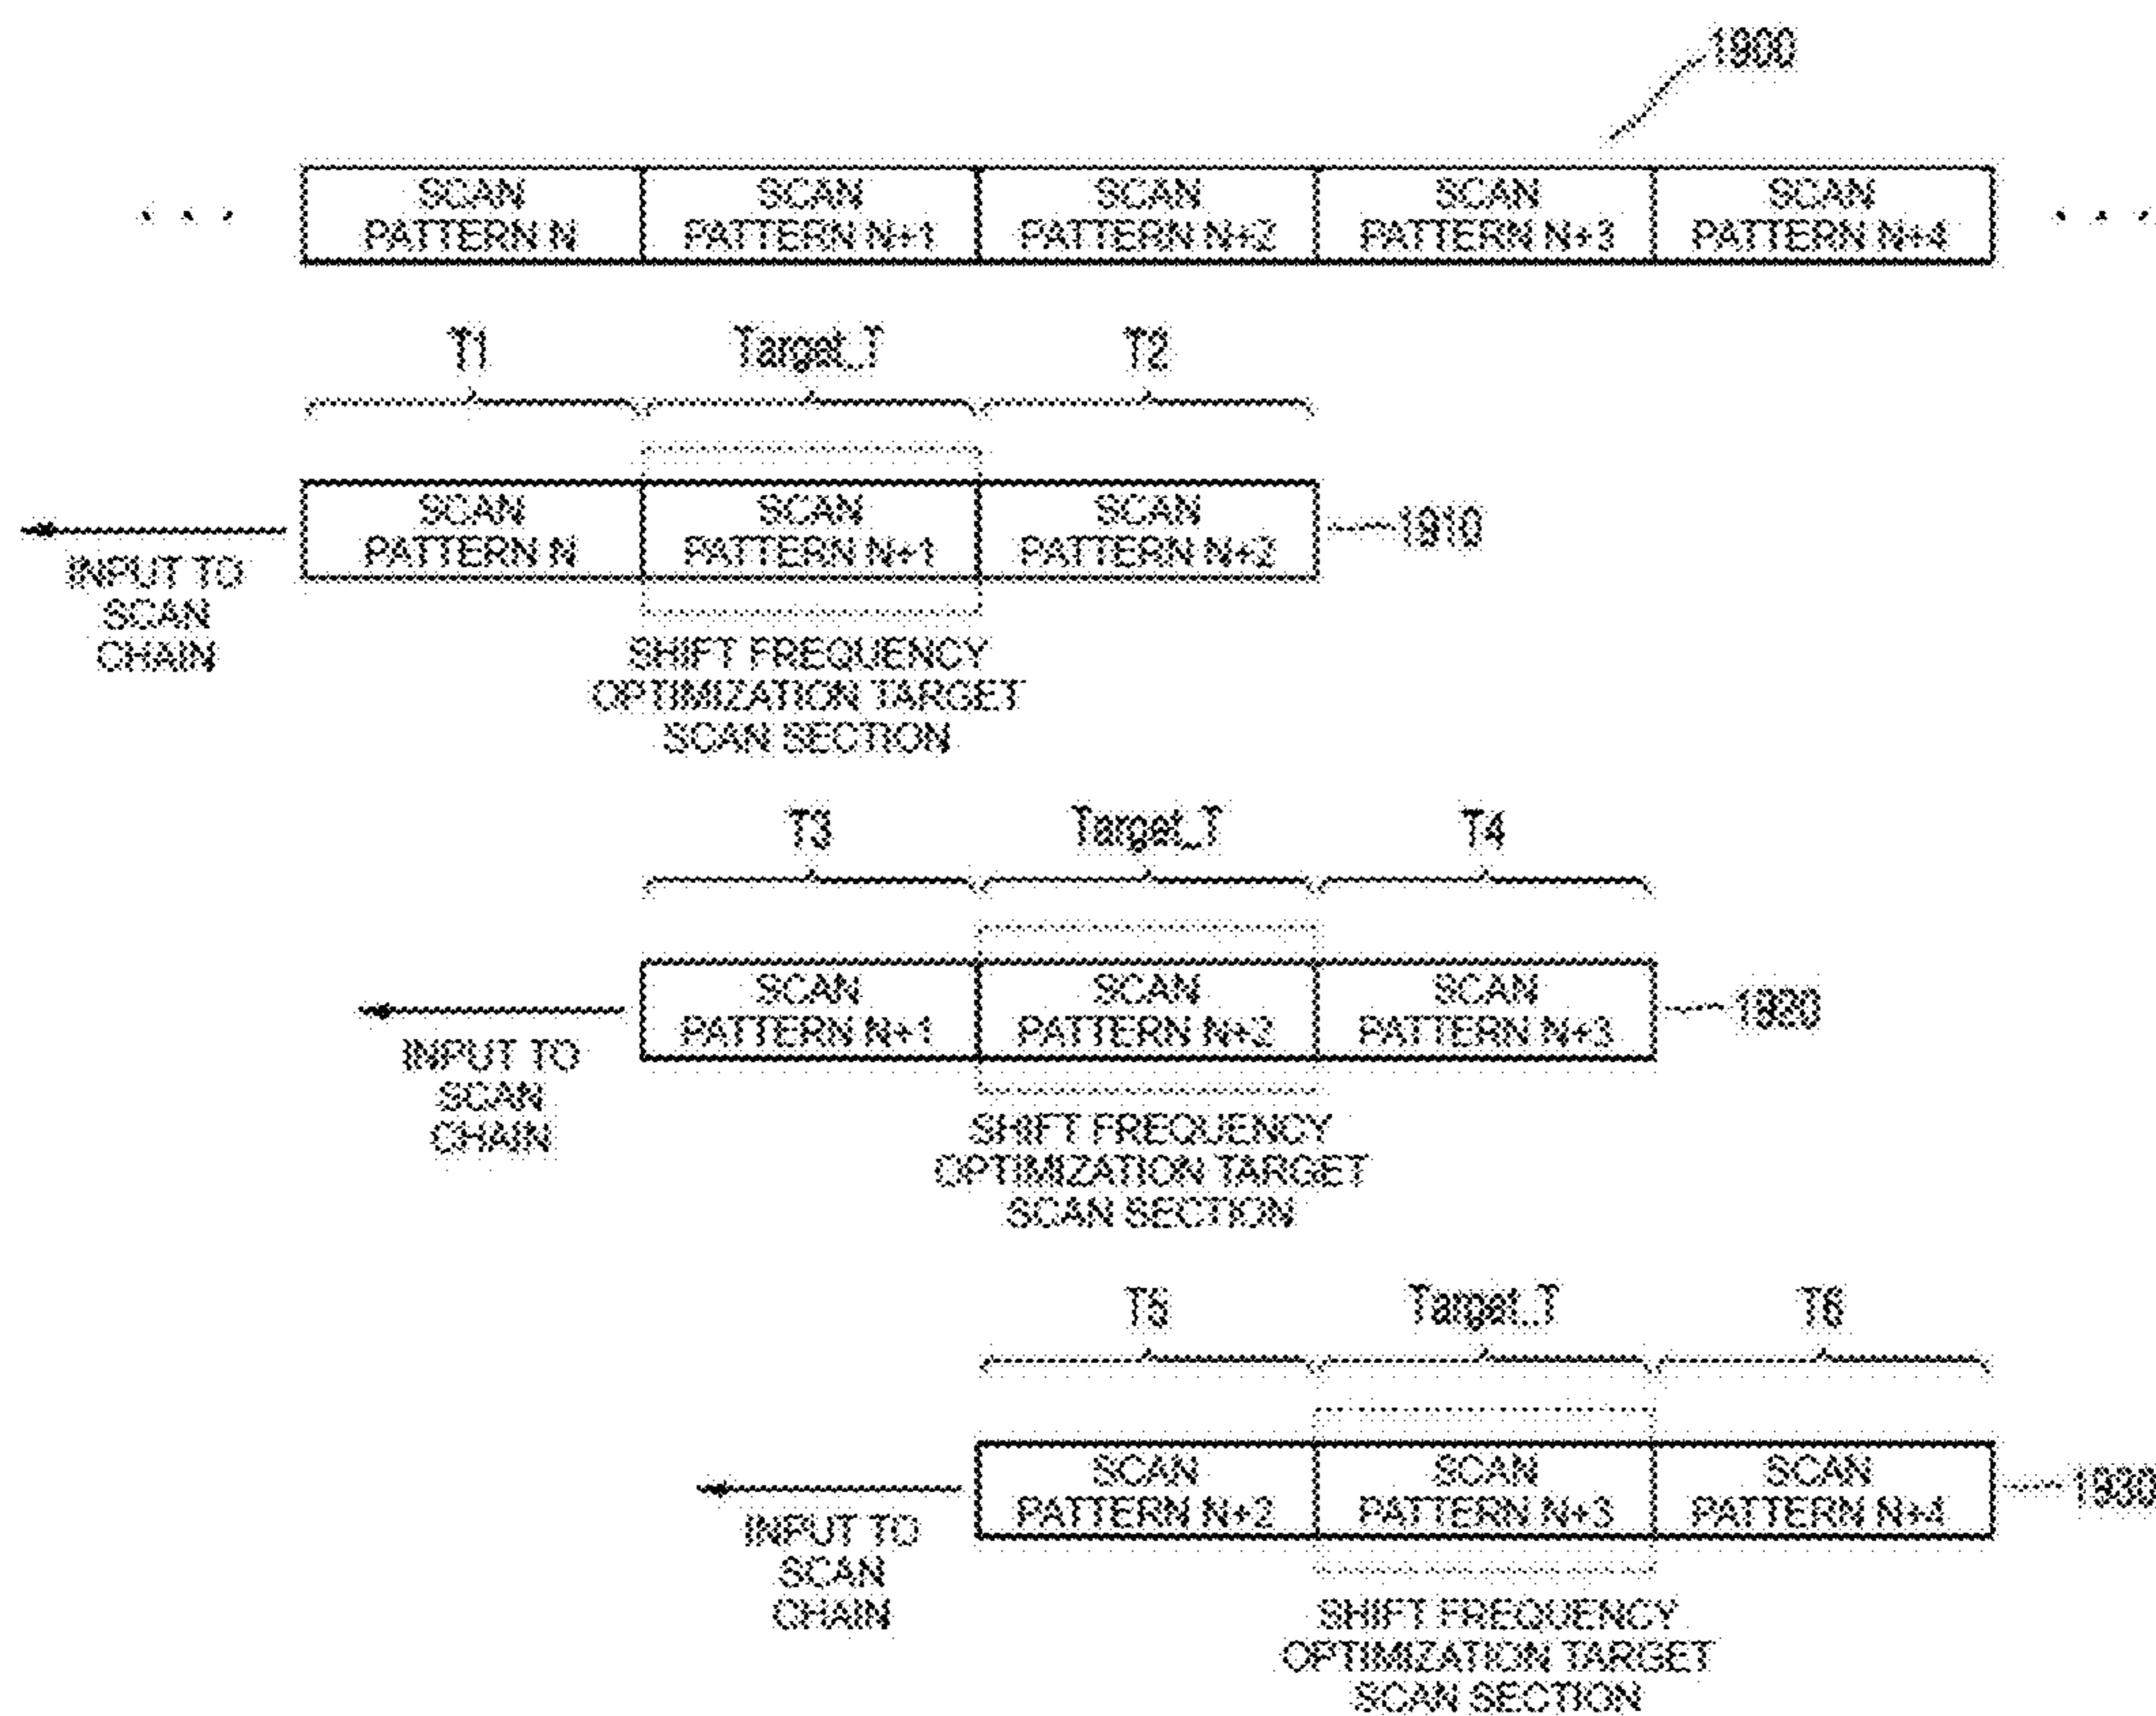 1900
... SCAN PATTERN N SCAN PATTERN N+1 SCAN PATTERN N+2 SCAN PATTERN N+3 SCAN PATTERN N+4 ...
T1 Target_T T2
SCAN PATTERN N SCAN PATTERN N+1 SCAN PATTERN N+2 1910
INPUT TO
SCAN
CHAIN
SHIFT FREQUENCY
OPTIMIZATION TARGET
SCAN SECTION
T3 Target_T T4
SCAN PATTERN N+1 SCAN PATTERN N+2 SCAN PATTERN N+3 1920
INPUT TO
SCAN
CHAIN
SHIFT FREQUENCY
OPTIMIZATION TARGET
SCAN SECTION
T5 Target_T T6
SCAN PATTERN N+2 SCAN PATTERN N+3 SCAN PATTERN N+4 1930
INPUT TO
SCAN
CHAIN
SHIFT FREQUENCY
OPTIMIZATION TARGET
SCAN SECTION